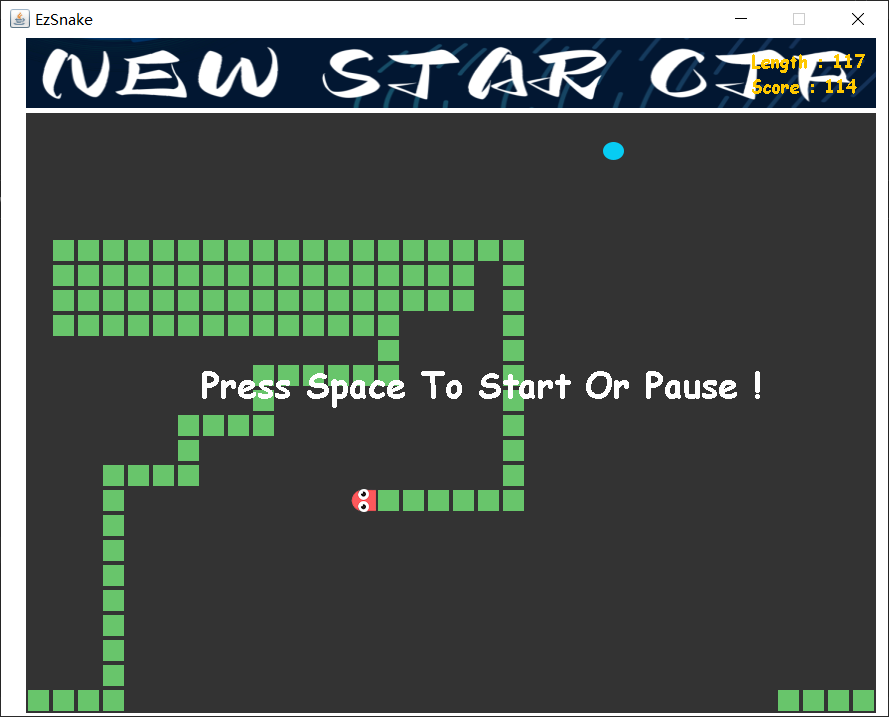 EzSnake
NEW STAR CTF
Length : 117
Score : 114
Press Space To Start Or Pause !